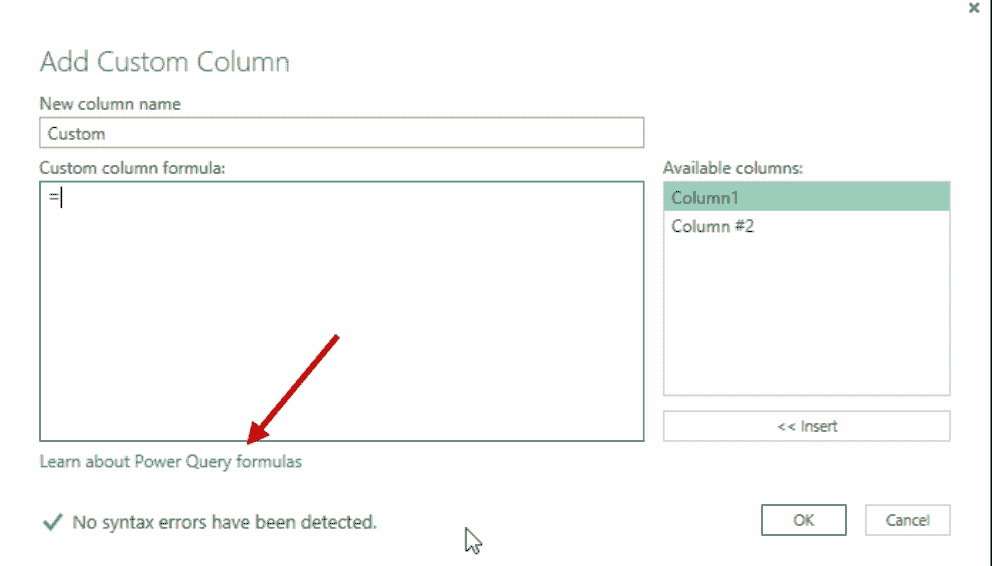 Add Custom Column
New column name
Custom
Custom column formula:
=
Available columns:
Column1
Column #2
<< Insert
Learn about Power Query formulas
No syntax errors have been detected.
OK
Cancel